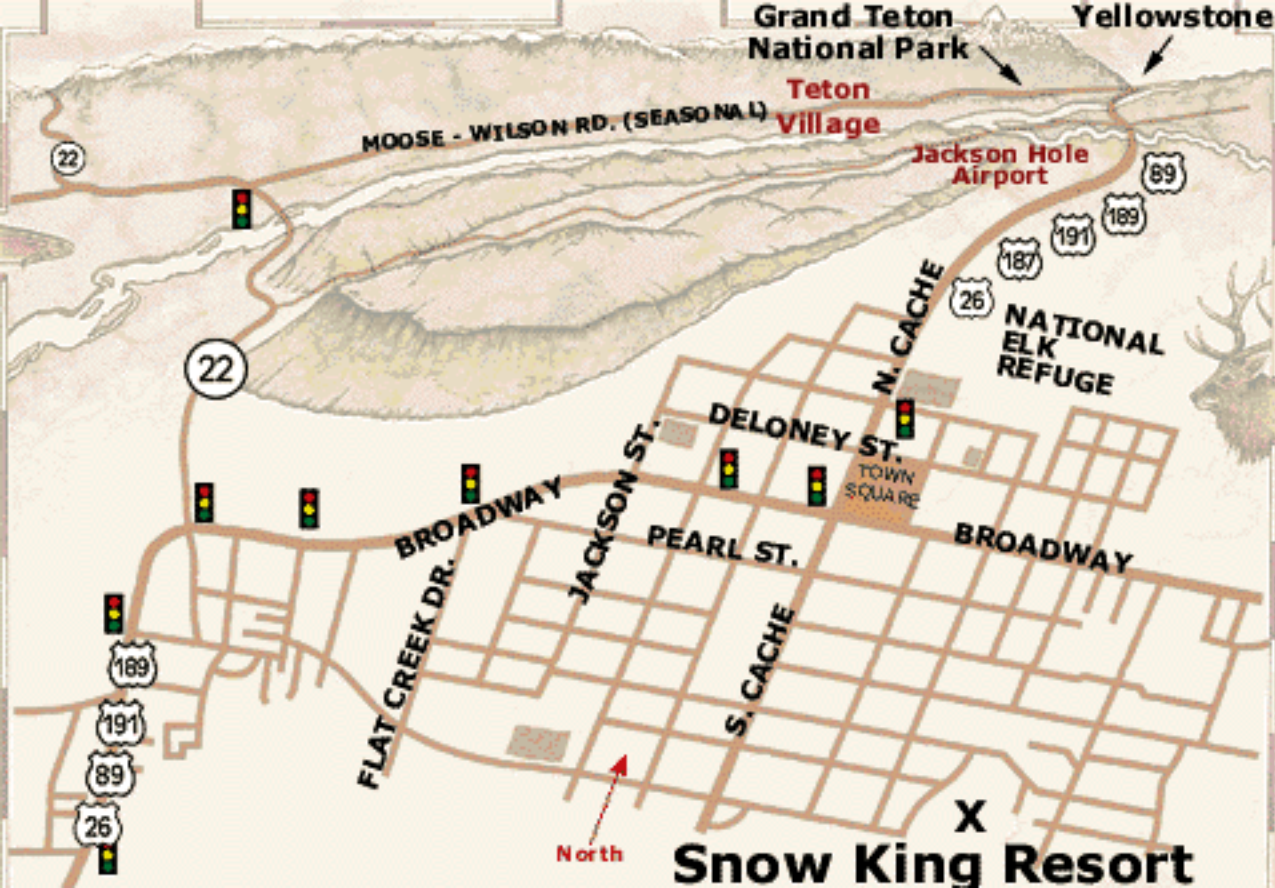 Grand Teton
National Park
Yellowstone
Teton
Village
MOOSE - WILSON RD. (SEASONAL)
22
Jackson Hole
Airport
89
189
191
187
26
N. CACHE
NATIONAL
ELK
REFUGE
22
DELONEY ST.
TOWN
SQUARE
JACKSON ST.
BROADWAY
PEARL ST.
BROADWAY
FLAT CREEK DR.
S. CACHE
189
191
89
26
North
X
Snow King Resort